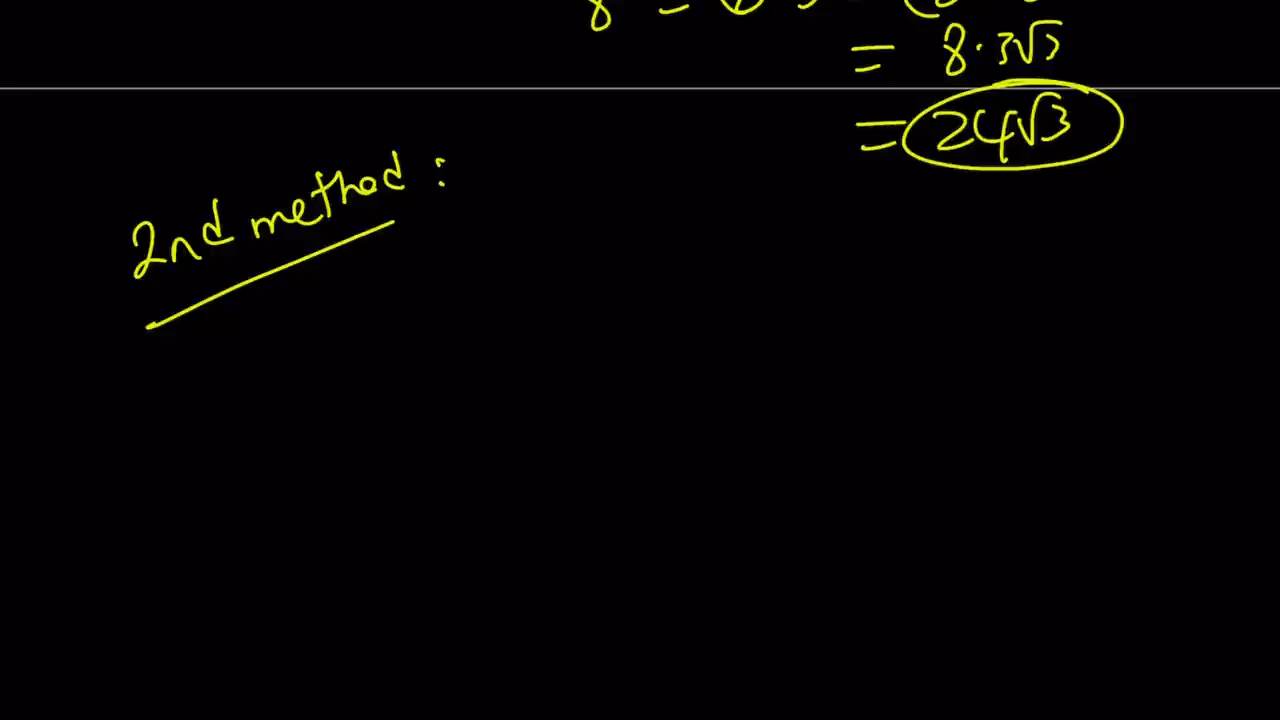 = 8·3√3
= 24√3
2nd method: